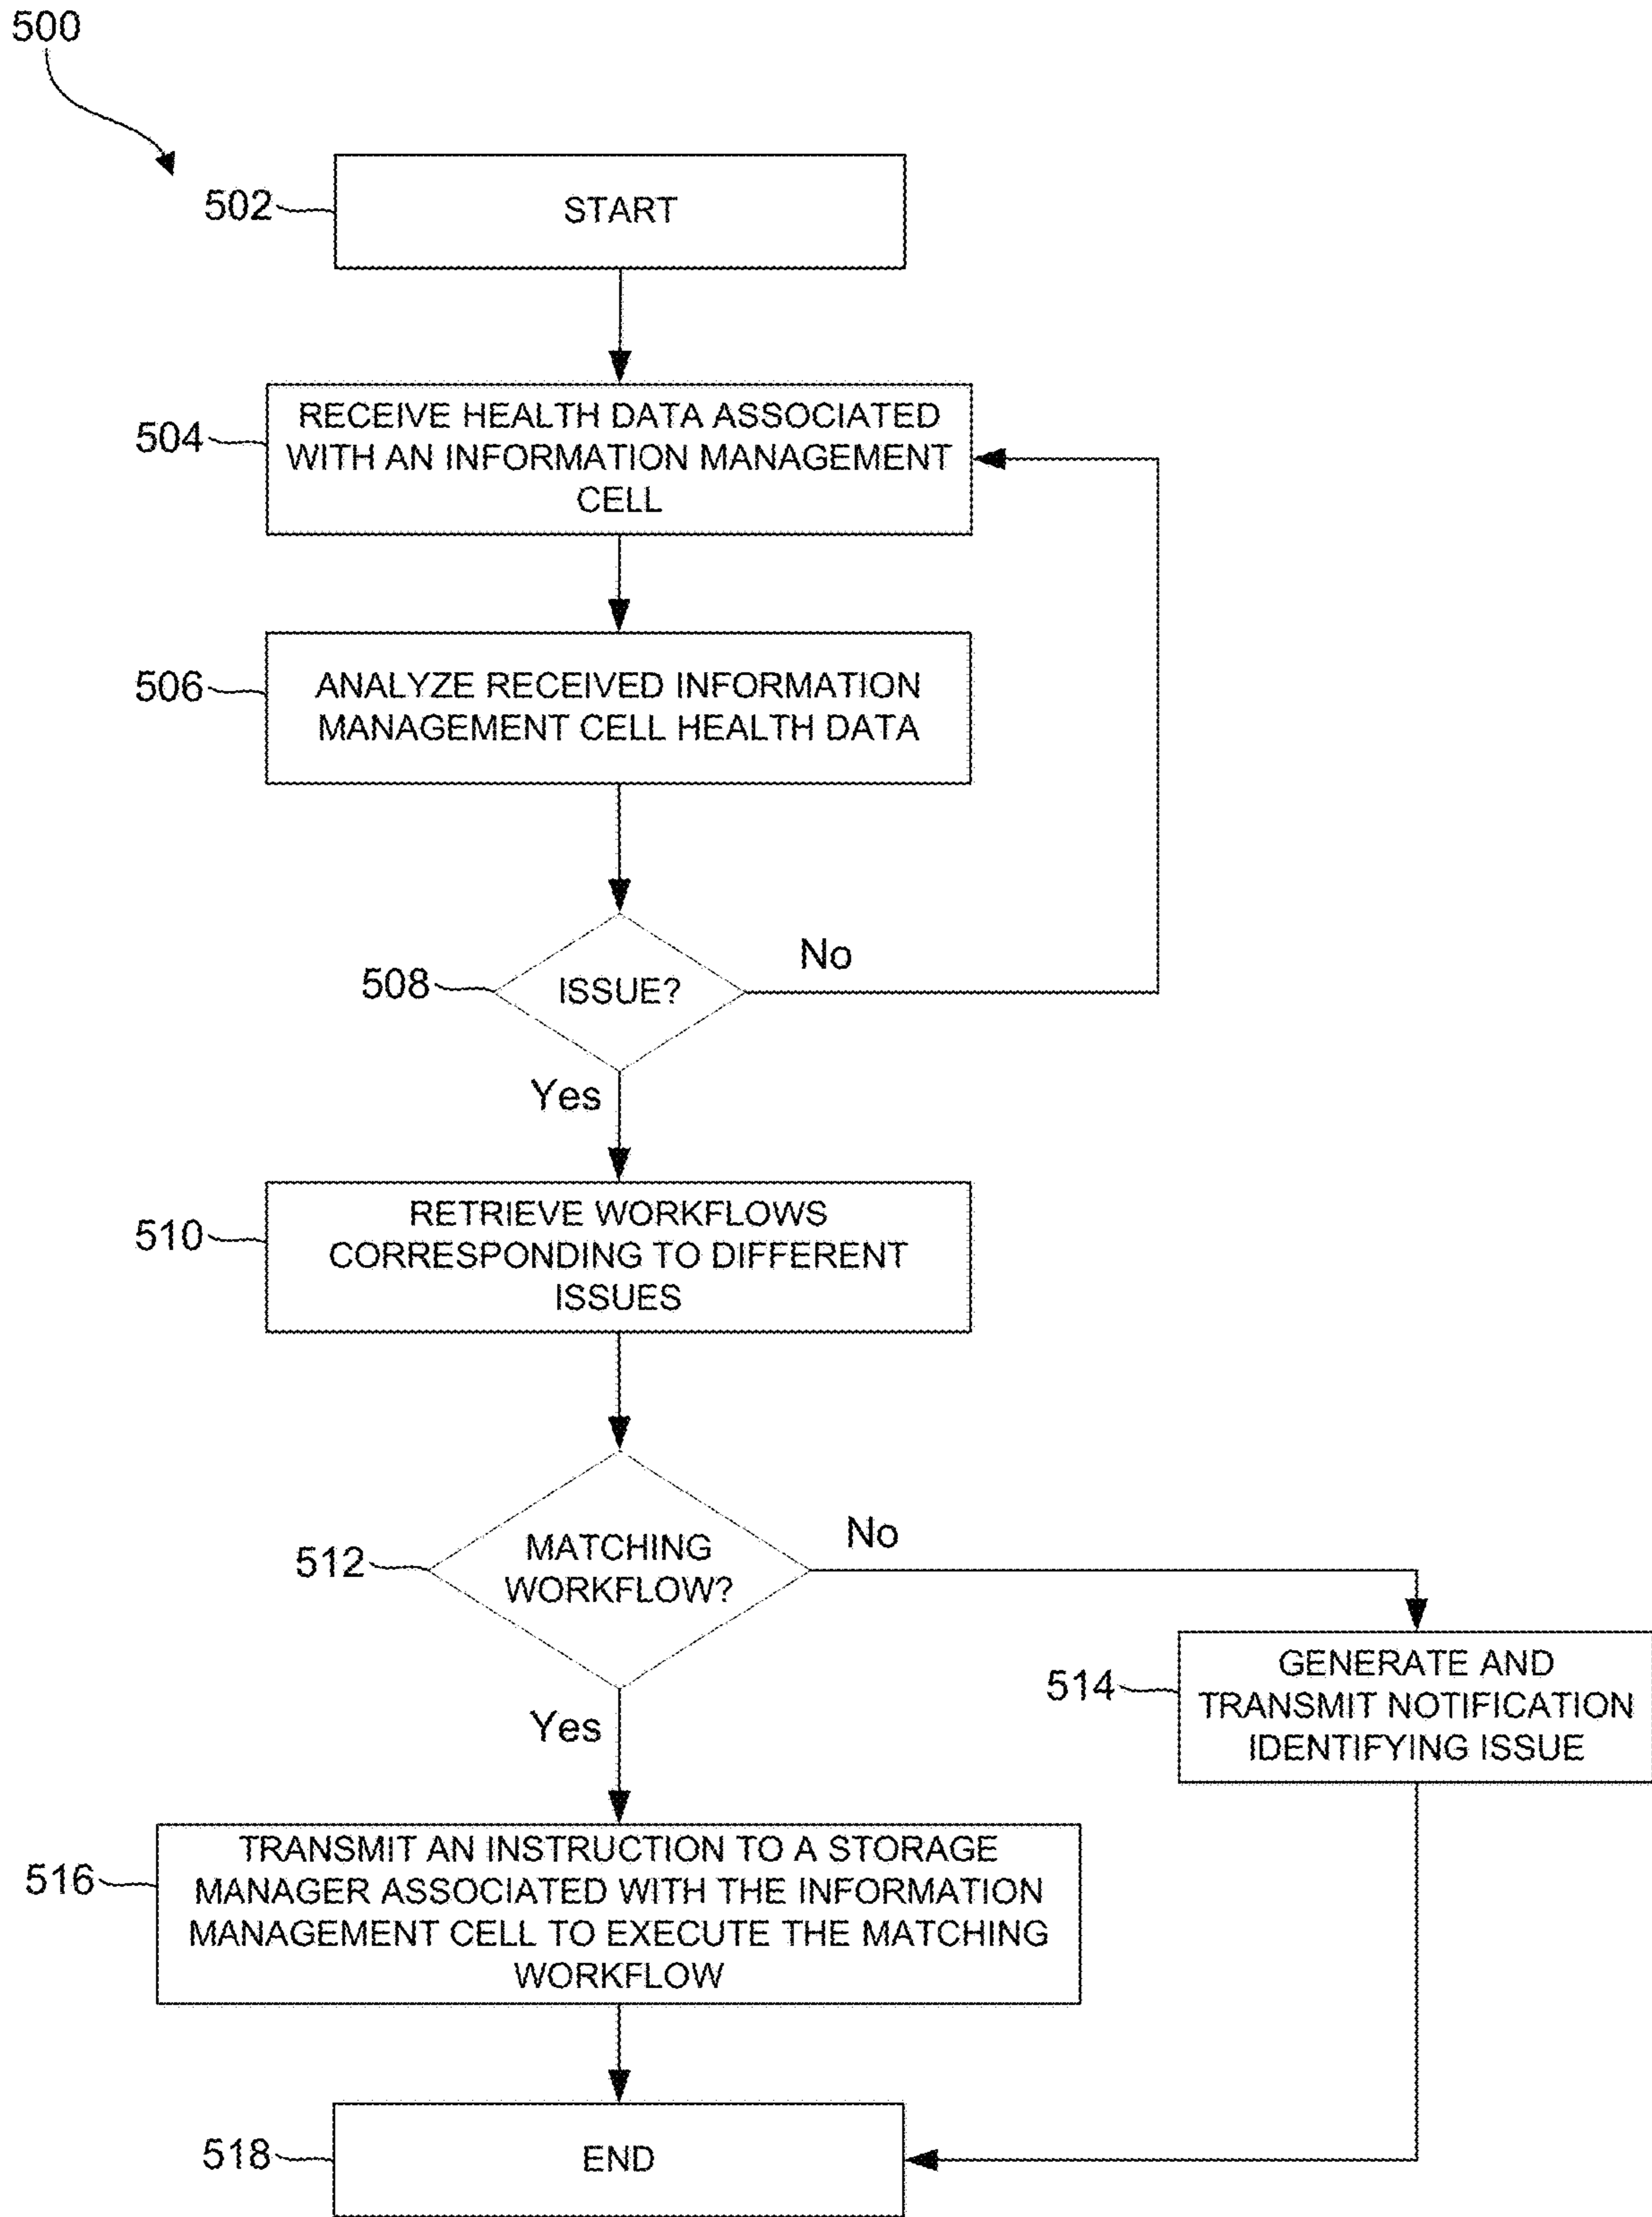 500
502
START
504
RECEIVE HEALTH DATA ASSOCIATED
WITH AN INFORMATION MANAGEMENT
CELL
506
ANALYZE RECEIVED INFORMATION
MANAGEMENT CELL HEALTH DATA
508
ISSUE?
No
Yes
510
RETRIEVE WORKFLOWS
CORRESPONDING TO DIFFERENT
ISSUES
512
MATCHING
WORKFLOW?
No
Yes
514
GENERATE AND
TRANSMIT NOTIFICATION
IDENTIFYING ISSUE
516
TRANSMIT AN INSTRUCTION TO A STORAGE
MANAGER ASSOCIATED WITH THE INFORMATION
MANAGEMENT CELL TO EXECUTE THE MATCHING
WORKFLOW
518
END